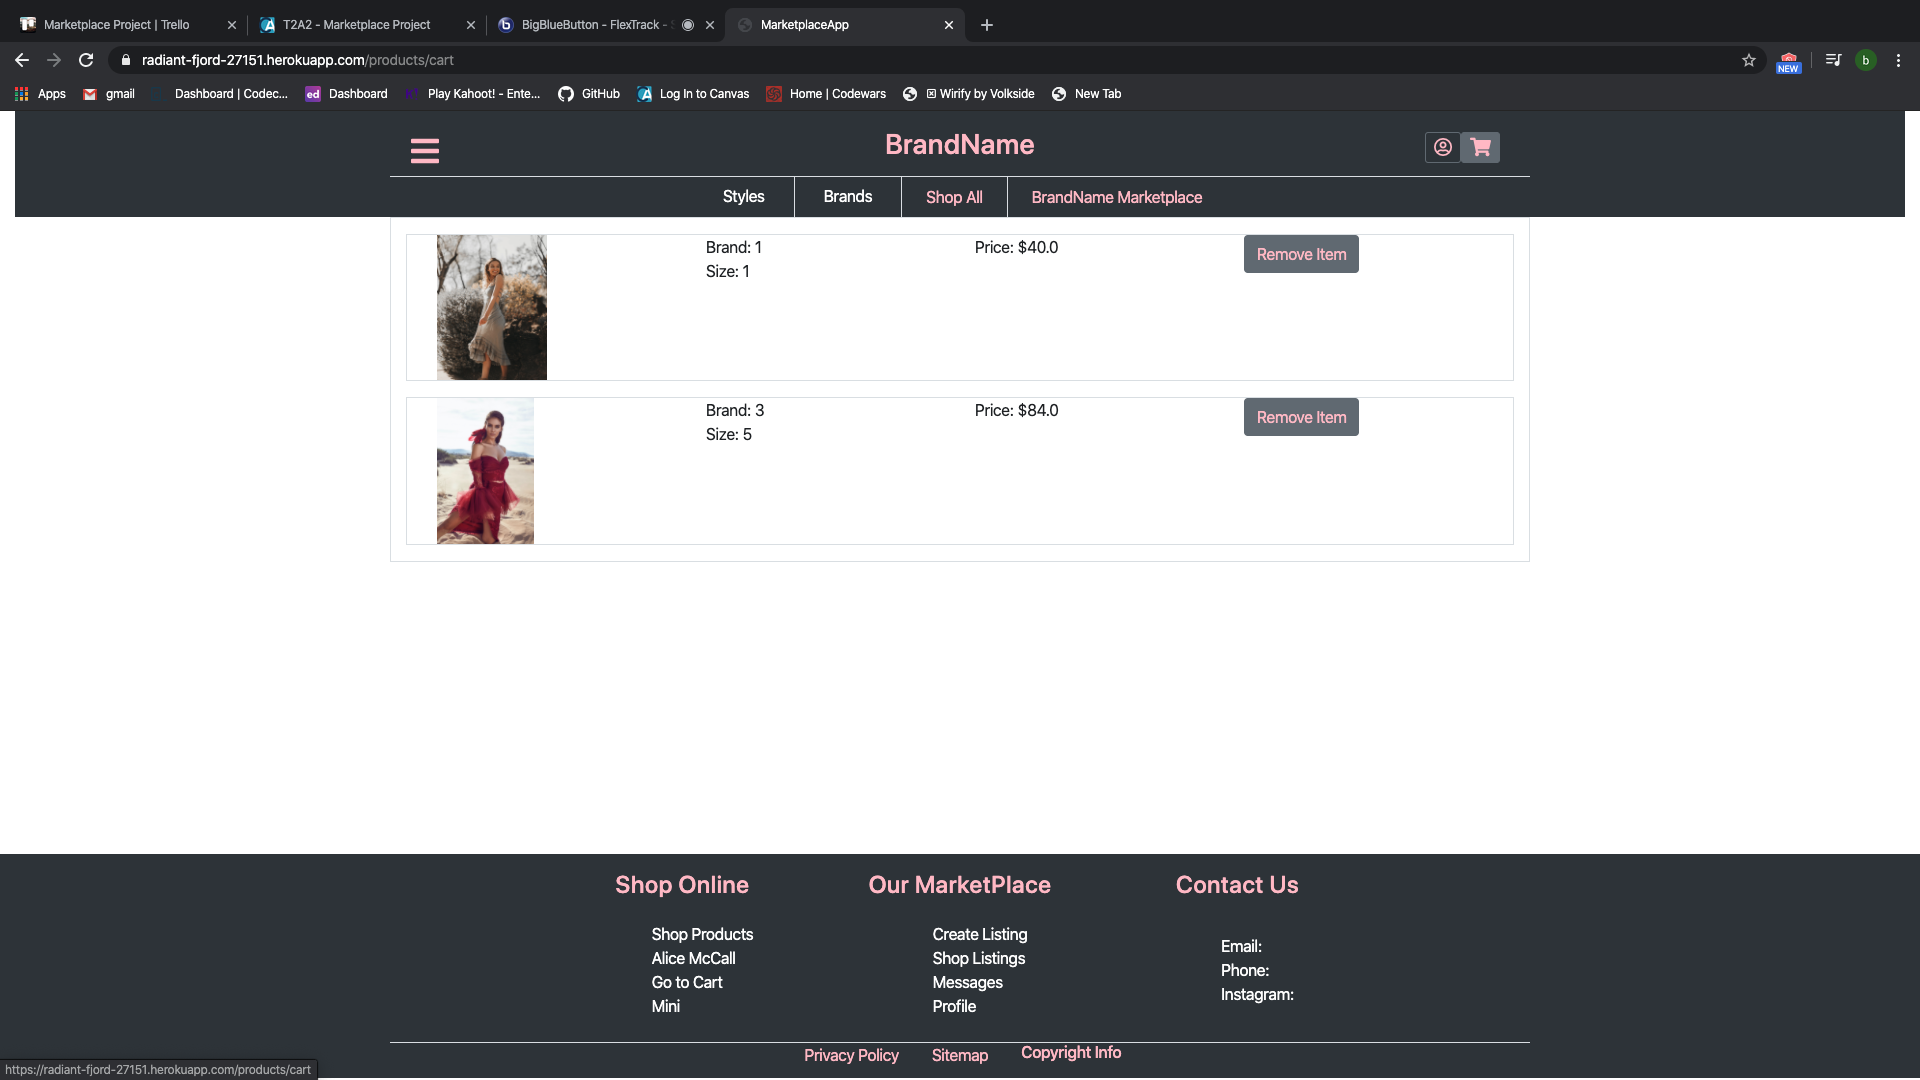 Marketplace Project | Trello
T2A2 - Marketplace Project
BigBlueButton - FlexTrack -
MarketplaceApp
radiant-fjord-27151.herokuapp.com/products/cart
NEW
b
Apps
gmail
Dashboard | Codec...
ed
Dashboard
K!
Play Kahoot! - Ente...
GitHub
Log In to Canvas
Home | Codewars
Wirify by Volkside
New Tab
BrandName
Styles
Brands
Shop All
BrandName Marketplace
Brand: 1
Size: 1
Price: $40.0
Remove Item
Brand: 3
Size: 5
Price: $84.0
Remove Item
Shop Online
Shop Products
Alice McCall
Go to Cart
Mini
Our MarketPlace
Create Listing
Shop Listings
Messages
Profile
Contact Us
Email:
Phone:
Instagram:
Privacy Policy
Sitemap
Copyright Info
https://radiant-fjord-27151.herokuapp.com/products/cart